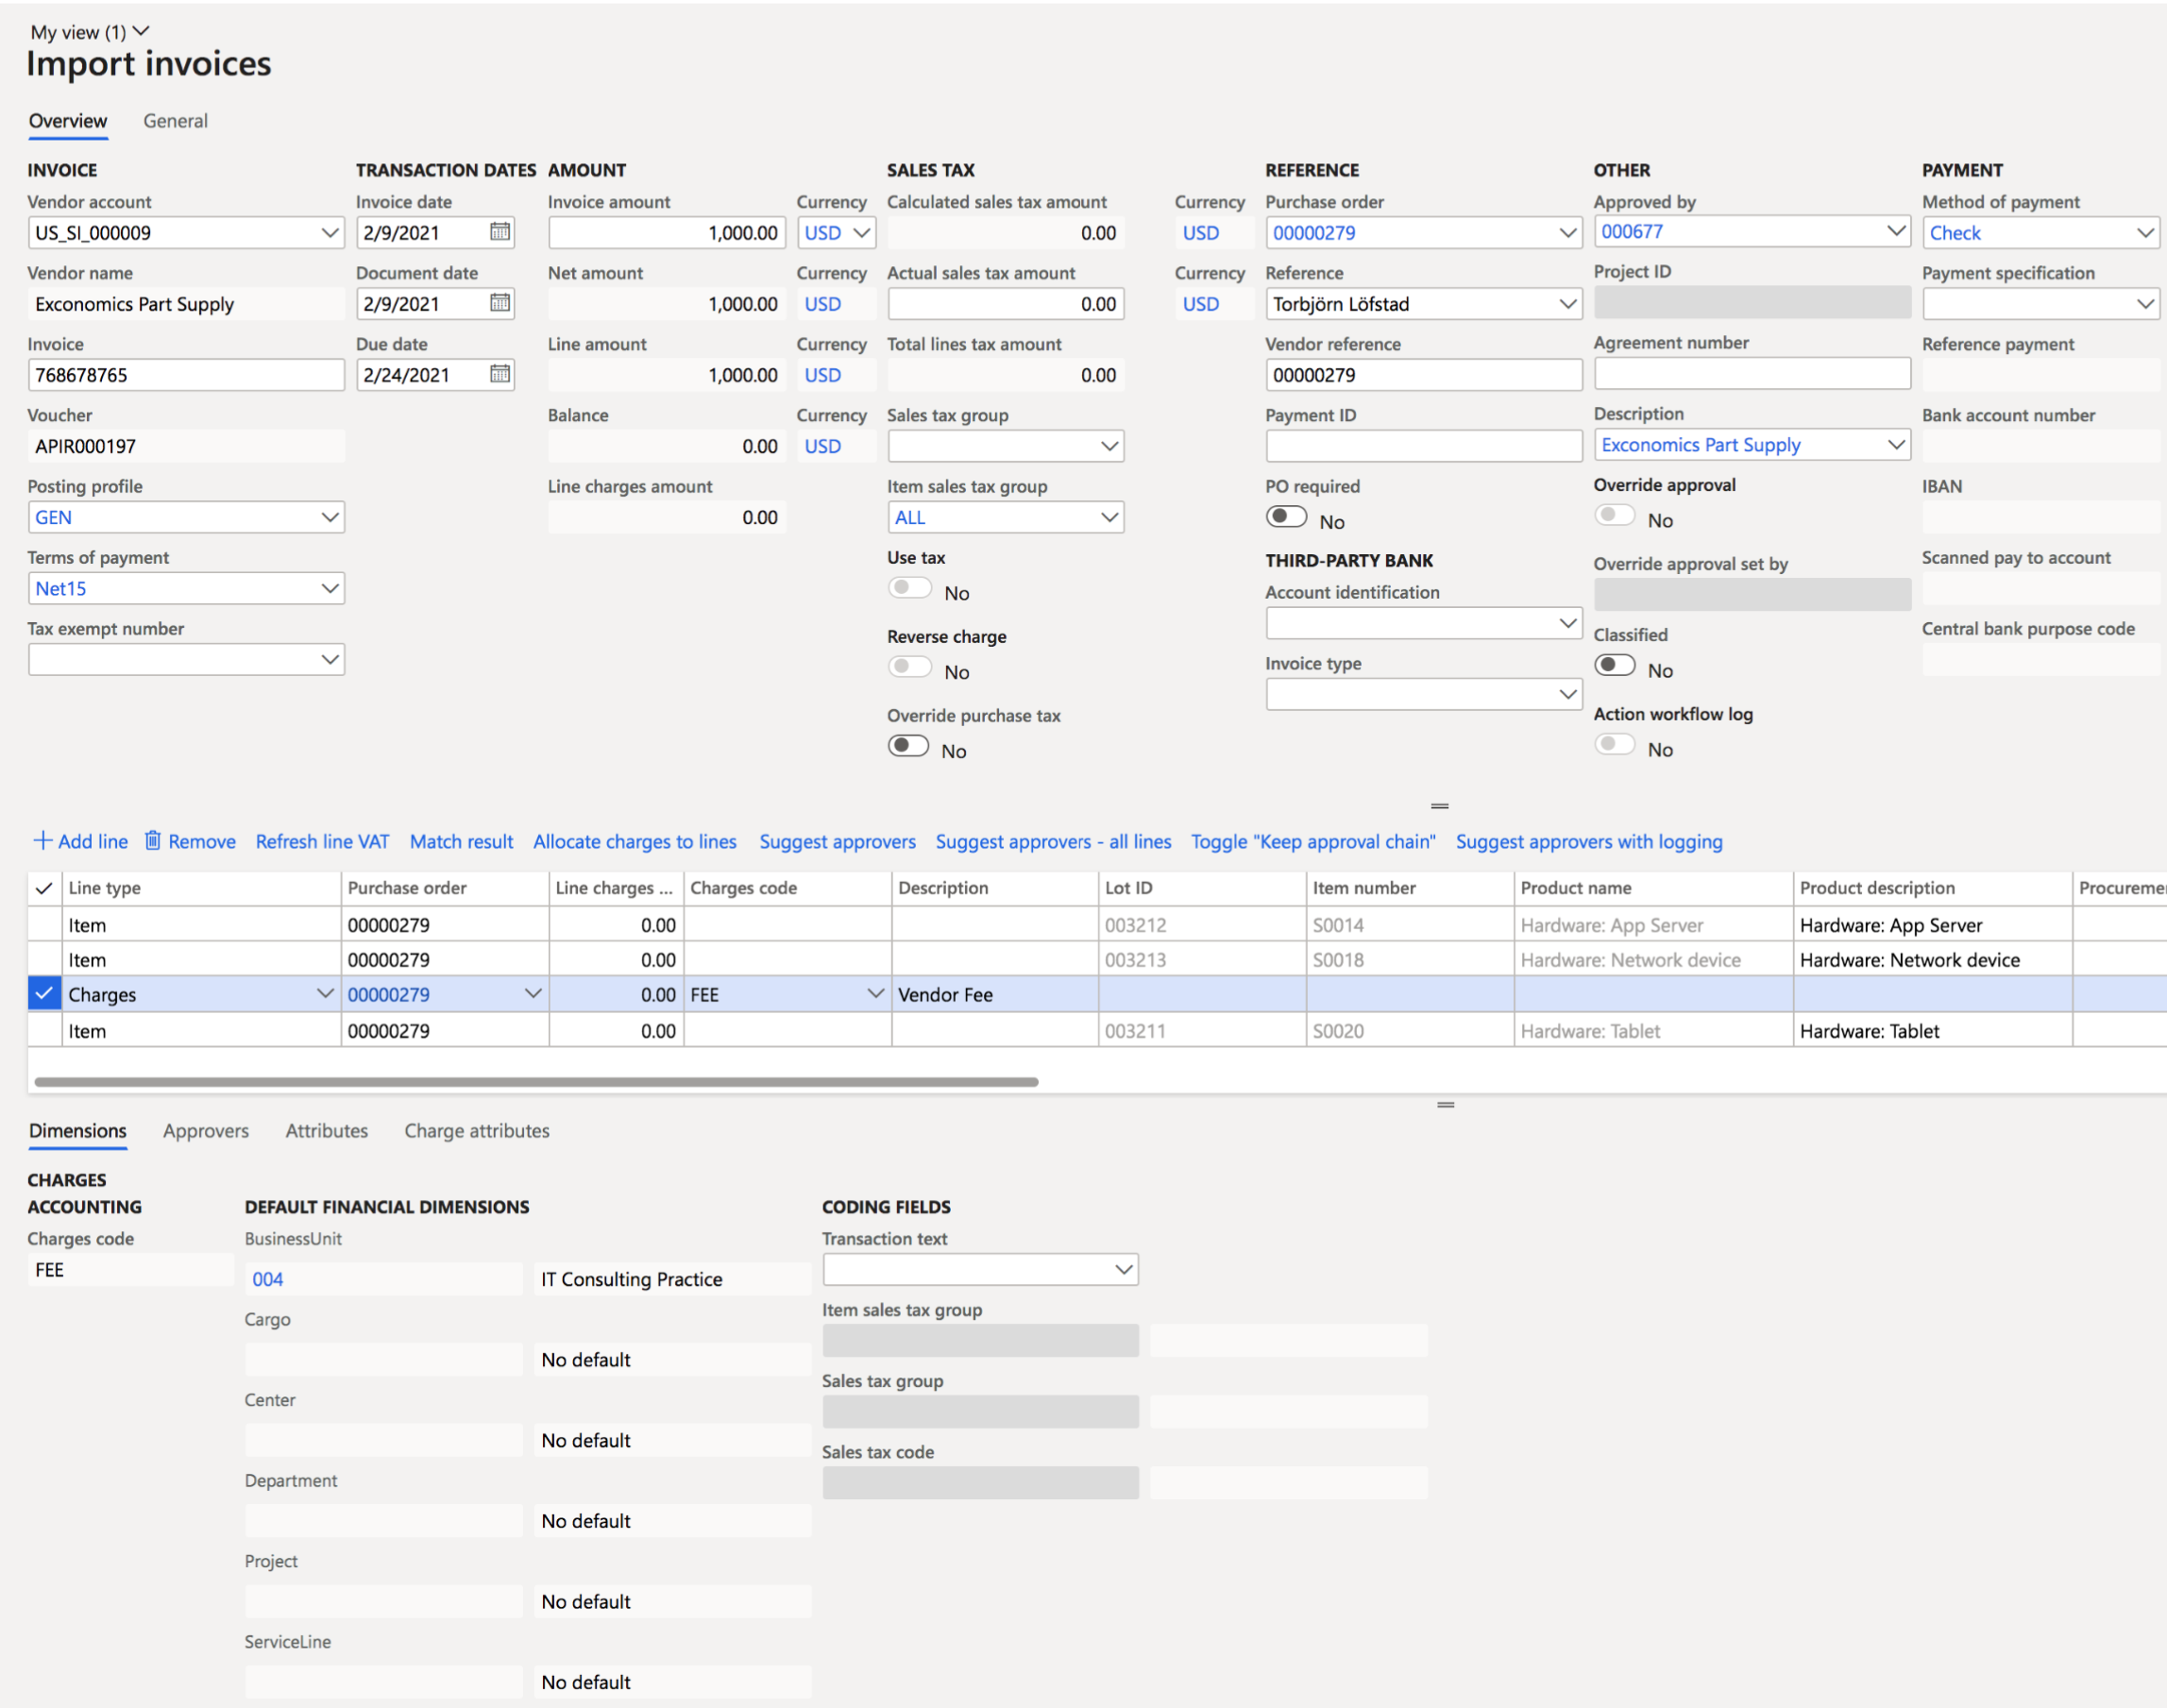 My view (1)
Import invoices
Overview General
INVOICE
Vendor account
US_SI_000009
Vendor name
Exconomics Part Supply
Invoice
768678765
Voucher
APIR000197
Posting profile
GEN
Terms of payment
Net15
Tax exempt number
TRANSACTION DATES
Invoice date
2/9/2021
Document date
2/9/2021
Due date
2/24/2021
AMOUNT
Invoice amount Currency
1,000.00 USD
Net amount Currency
1,000.00 USD
Line amount Currency
1,000.00 USD
Balance Currency
0.00 USD
Line charges amount
0.00
SALES TAX
Calculated sales tax amount Currency
0.00 USD
Actual sales tax amount Currency
0.00 USD
Total lines tax amount
0.00
Sales tax group
Item sales tax group
ALL
Use tax
No
Reverse charge
No
Override purchase tax
No
REFERENCE
Purchase order
00000279
Reference
Torbjörn Löfstad
Vendor reference
00000279
Payment ID
PO required
No
THIRD-PARTY BANK
Account identification
Invoice type
OTHER
Approved by
000677
Project ID
Agreement number
Description
Exconomics Part Supply
Override approval
No
Override approval set by
Classified
No
Action workflow log
No
PAYMENT
Method of payment
Check
Payment specification
Reference payment
Bank account number
IBAN
Scanned pay to account
Central bank purpose code
Add line Remove Refresh line VAT Match result Allocate charges to lines Suggest approvers Suggest approvers - all lines Toggle "Keep approval chain" Suggest approvers with logging
Line type Purchase order Line charges ... Charges code Description Lot ID Item number Product name Product description Procuremen
Item 00000279 0.00 003212 S0014 Hardware: App Server Hardware: App Server
Item 00000279 0.00 003213 S0018 Hardware: Network device Hardware: Network device
Charges 00000279 0.00 FEE Vendor Fee
Item 00000279 0.00 003211 S0020 Hardware: Tablet Hardware: Tablet
Dimensions Approvers Attributes Charge attributes
CHARGES
ACCOUNTING
Charges code
FEE
DEFAULT FINANCIAL DIMENSIONS
BusinessUnit
004 IT Consulting Practice
Cargo
No default
Center
No default
Department
No default
Project
No default
ServiceLine
No default
CODING FIELDS
Transaction text
Item sales tax group
Sales tax group
Sales tax code